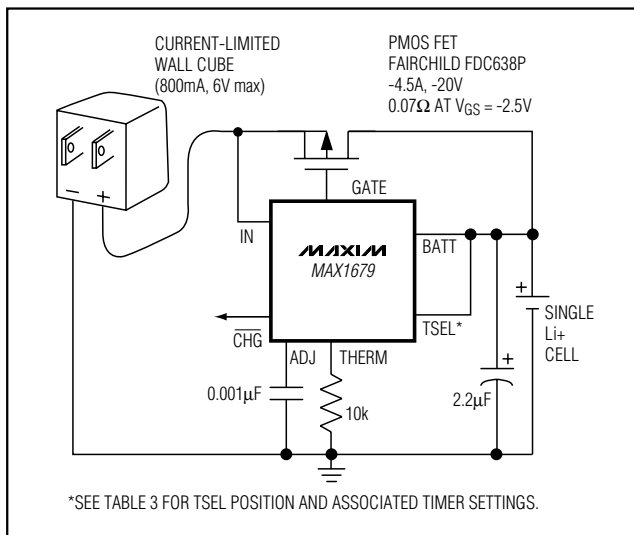 CURRENT-LIMITED
WALL CUBE
(800mA, 6V max)
PMOS FET
FAIRCHILD FDC638P
-4.5A, -20V
0.07Ω AT VGS = -2.5V
GATE
IN
MAXIM
MAX1679
BATT
TSEL*
CHG
ADJ
THERM
0.001μF
10k
2.2μF
SINGLE
Li+
CELL
*SEE TABLE 3 FOR TSEL POSITION AND ASSOCIATED TIMER SETTINGS.